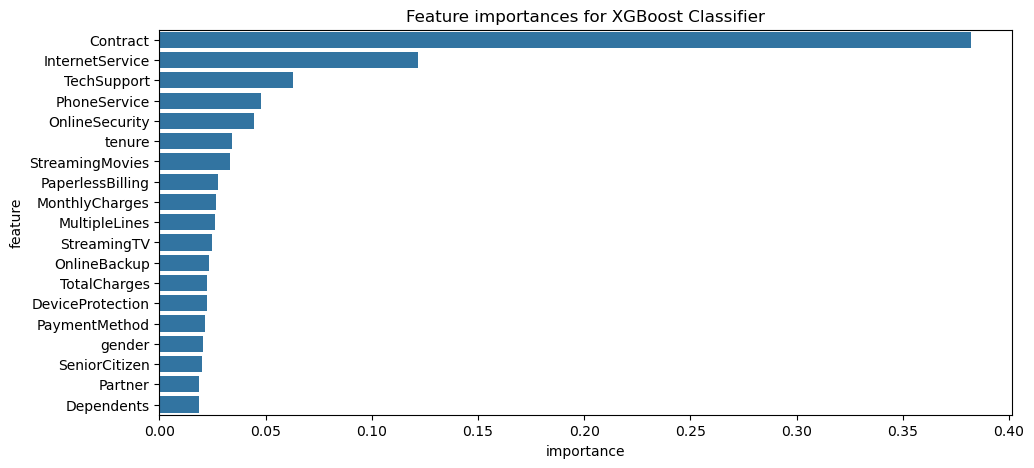 Feature importances for XGBoost Classifier
Contract
InternetService
TechSupport
PhoneService
OnlineSecurity
tenure
StreamingMovies
PaperlessBilling
MonthlyCharges
MultipleLines
StreamingTV
OnlineBackup
TotalCharges
DeviceProtection
PaymentMethod
gender
SeniorCitizen
Partner
Dependents
feature
0.00 0.05 0.10 0.15 0.20 0.25 0.30 0.35 0.40
importance